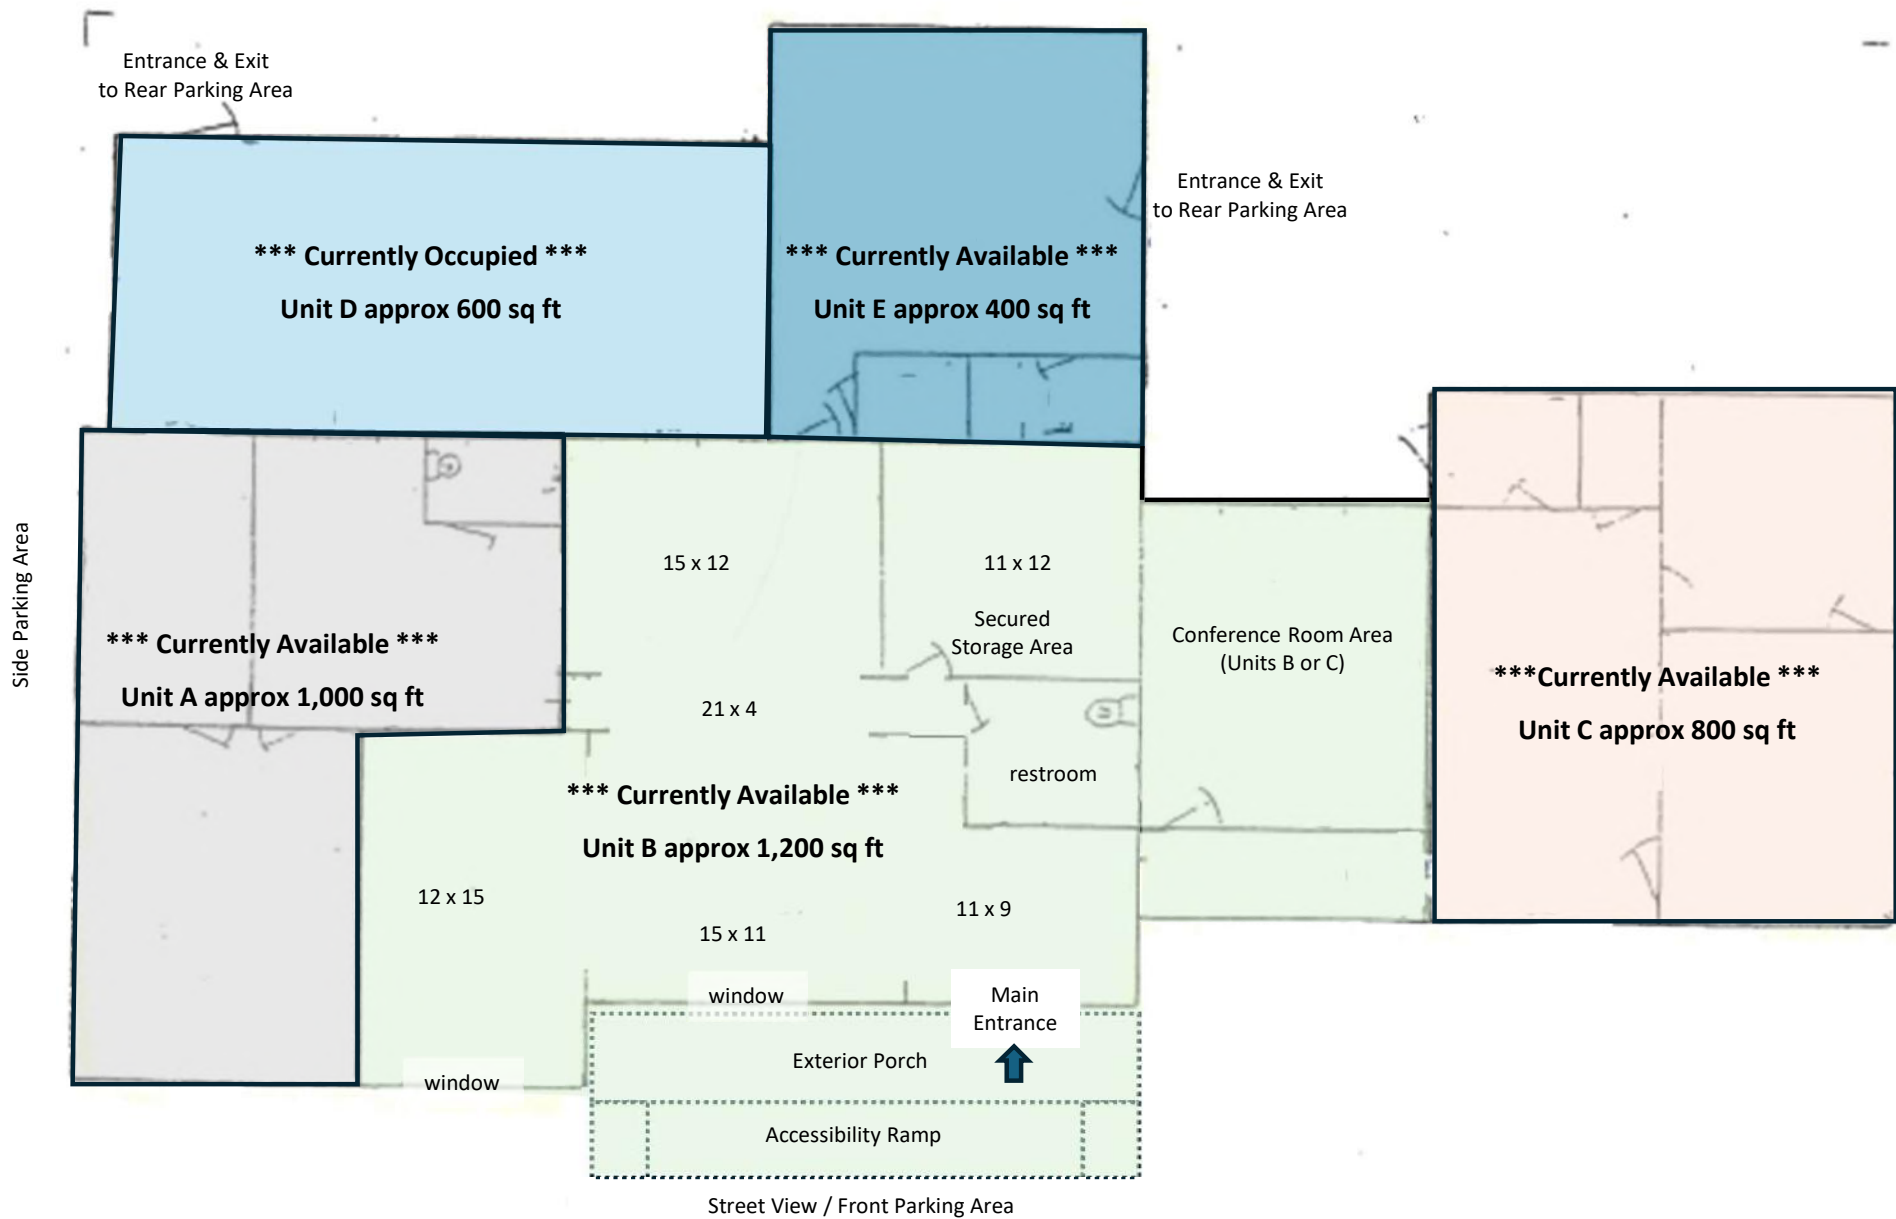 Entrance & Exit
to Rear Parking Area
Entrance & Exit
to Rear Parking Area
*** Currently Occupied ***
Unit D approx 600 sq ft
*** Currently Available ***
Unit E approx 400 sq ft
Side Parking Area
*** Currently Available ***
Unit A approx 1,000 sq ft
15 x 12
11 x 12
Secured
Storage Area
Conference Room Area
(Units B or C)
***Currently Available ***
Unit C approx 800 sq ft
21 x 4
restroom
*** Currently Available ***
Unit B approx 1,200 sq ft
12 x 15
15 x 11
11 x 9
window
Main
Entrance
Exterior Porch
window
Accessibility Ramp
Street View / Front Parking Area